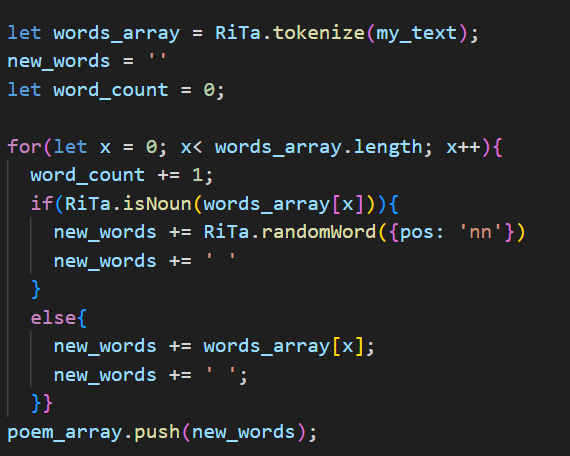 let words_array = RiTa.tokenize(my_text);
new_words = ''
let word_count = 0;
for(let x = 0; x< words_array.length; x++){
word_count += 1;
if(RiTa.isNoun(words_array[x])){
new_words += RiTa.randomWord({pos: 'nn'})
new_words += ' '
}
else{
new_words += words_array[x];
new_words += ' ';
}}
poem_array.push(new_words);